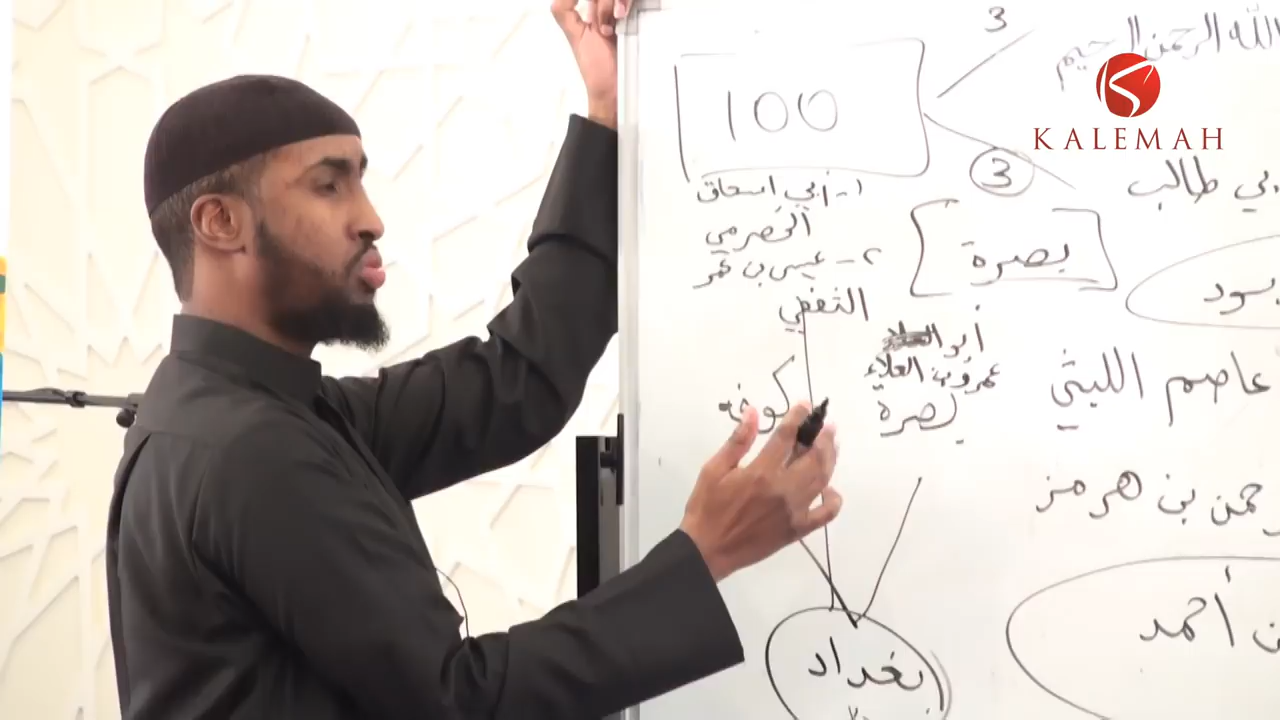 الله الرحمن الرحيم
3
100
KALEMAH
3
بي طالب
١- أبي إسحاق
الحضرمي
٢- عيسى بن عمر
الثقفي
بصرة
سود
أبو
عمرو بن العلاء
بصرة
كوفة
عاصم الليثي
حمن بن هرمز
ن أحمد
بغداد